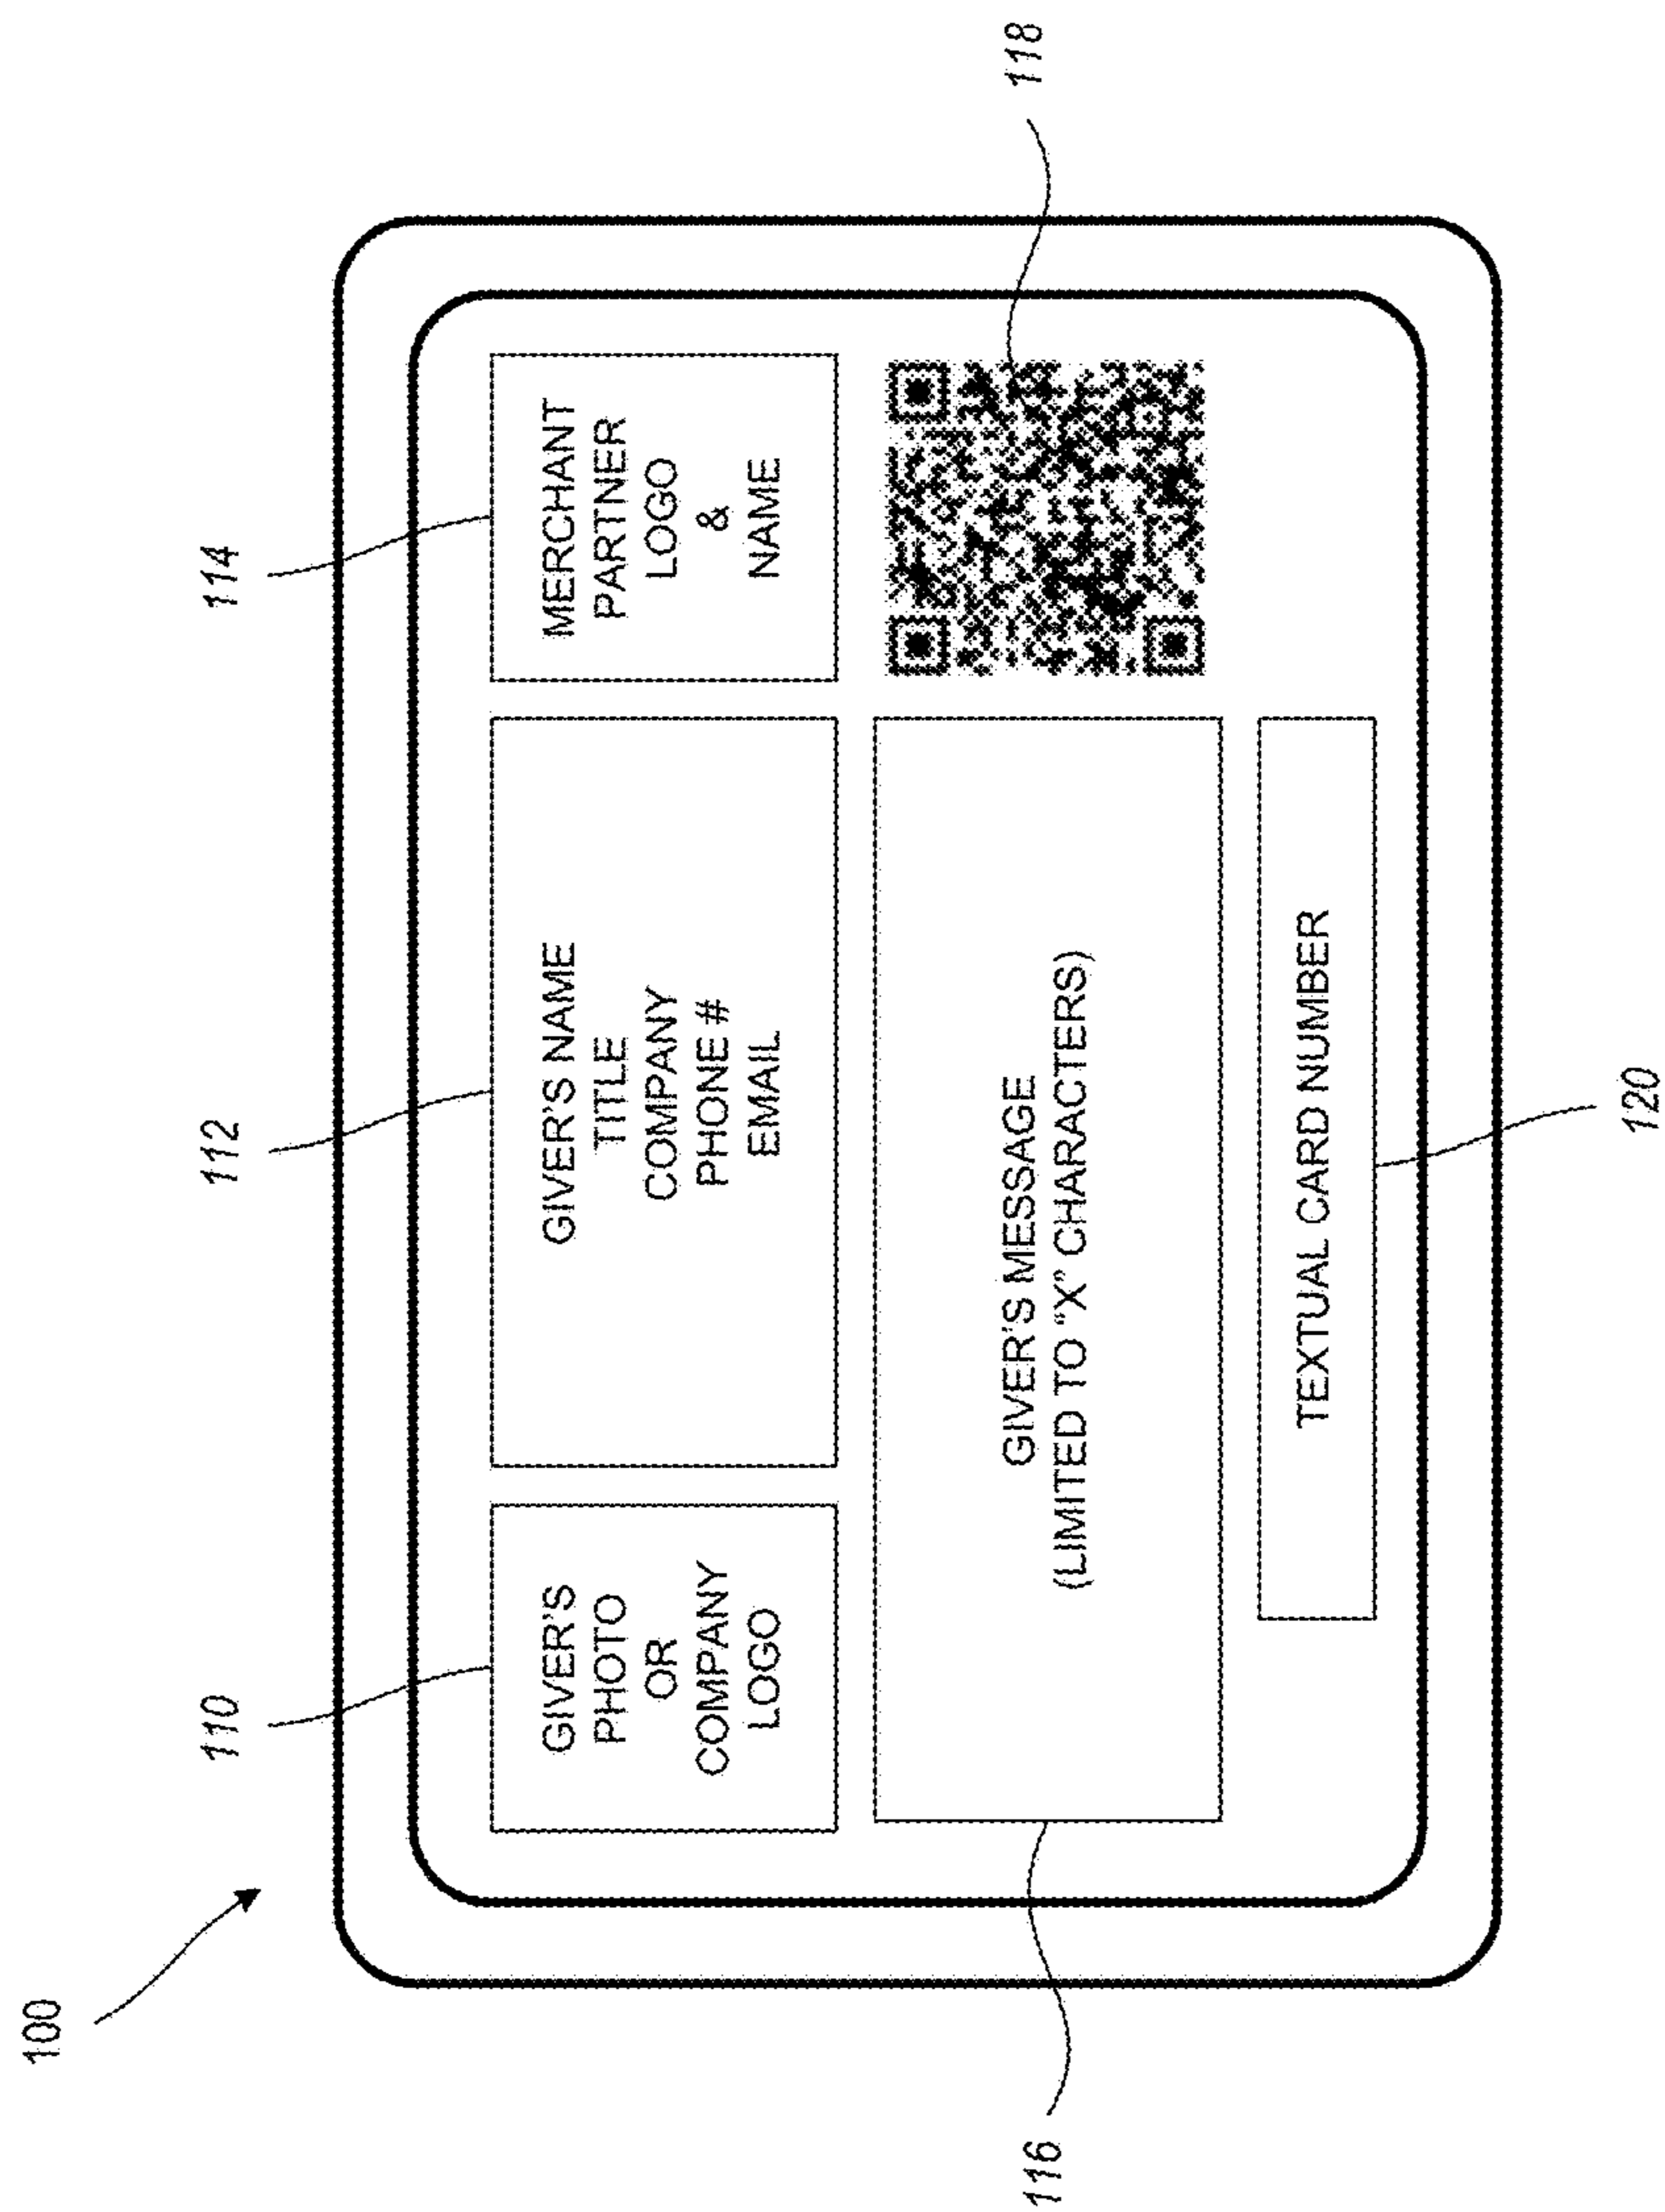 100
110
112
114
GIVER'S
PHOTO
OR
COMPANY
LOGO
GIVER'S NAME
TITLE
COMPANY
PHONE #
EMAIL
MERCHANT
PARTNER
LOGO
&
NAME
GIVER'S MESSAGE
(LIMITED TO "X" CHARACTERS)
TEXTUAL CARD NUMBER
116
118
120